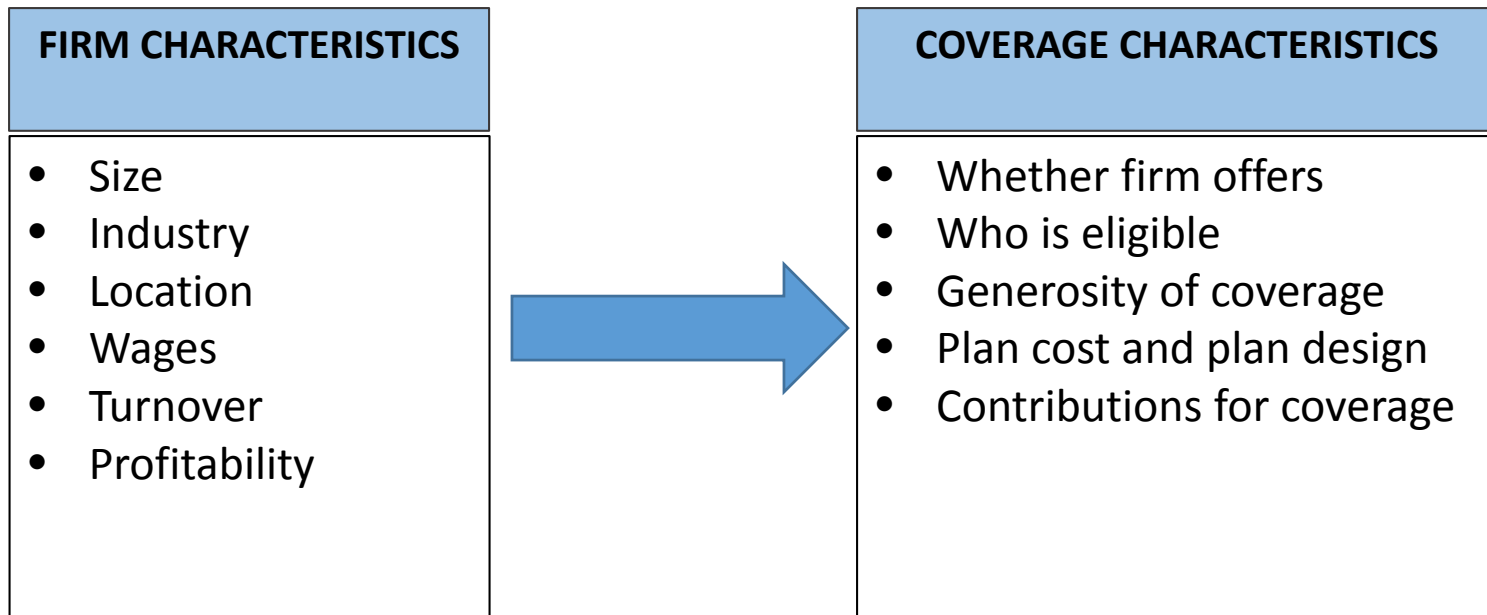 FIRM CHARACTERISTICS
• Size
• Industry
• Location
• Wages
• Turnover
• Profitability
COVERAGE CHARACTERISTICS
• Whether firm offers
• Who is eligible
• Generosity of coverage
• Plan cost and plan design
• Contributions for coverage